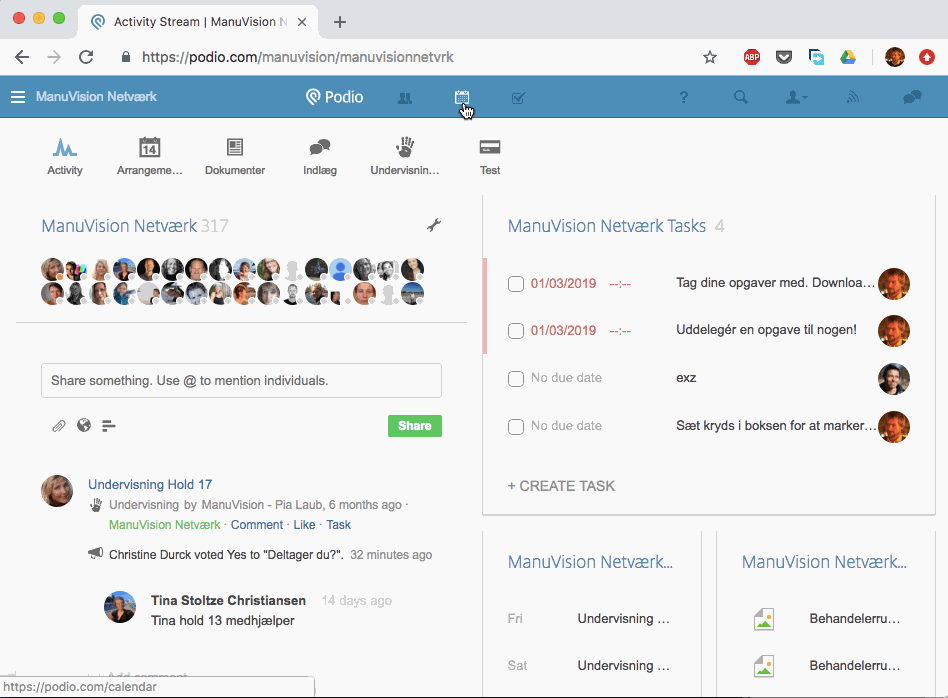 Activity Stream | ManuVision N
https://podio.com/manuvision/manuvisionnetvrk
ABP
ManuVision Netværk
Podio
?
14
Activity
Arrangeme...
Dokumenter
Indlæg
Undervisnin...
Test
ManuVision Netværk 317
Share something. Use @ to mention individuals.
Share
Undervisning Hold 17
Undervisning by ManuVision - Pia Laub, 6 months ago ·
ManuVision Netværk · Comment · Like · Task
Christine Durck voted Yes to "Deltager du?". 32 minutes ago
Tina Stoltze Christiansen 14 days ago
Tina hold 13 medhjælper
Add comment
https://podio.com/calendar
ManuVision Netværk Tasks 4
01/03/2019 --:-- Tag dine opgaver med. Downloa...
01/03/2019 --:-- Uddelegér en opgave til nogen!
No due date exz
No due date Sæt kryds i boksen for at marker...
+ CREATE TASK
ManuVision Netværk...
Fri Undervisning ...
Sat Undervisning ...
ManuVision Netværk...
Behandlerru...
Behandlerru...